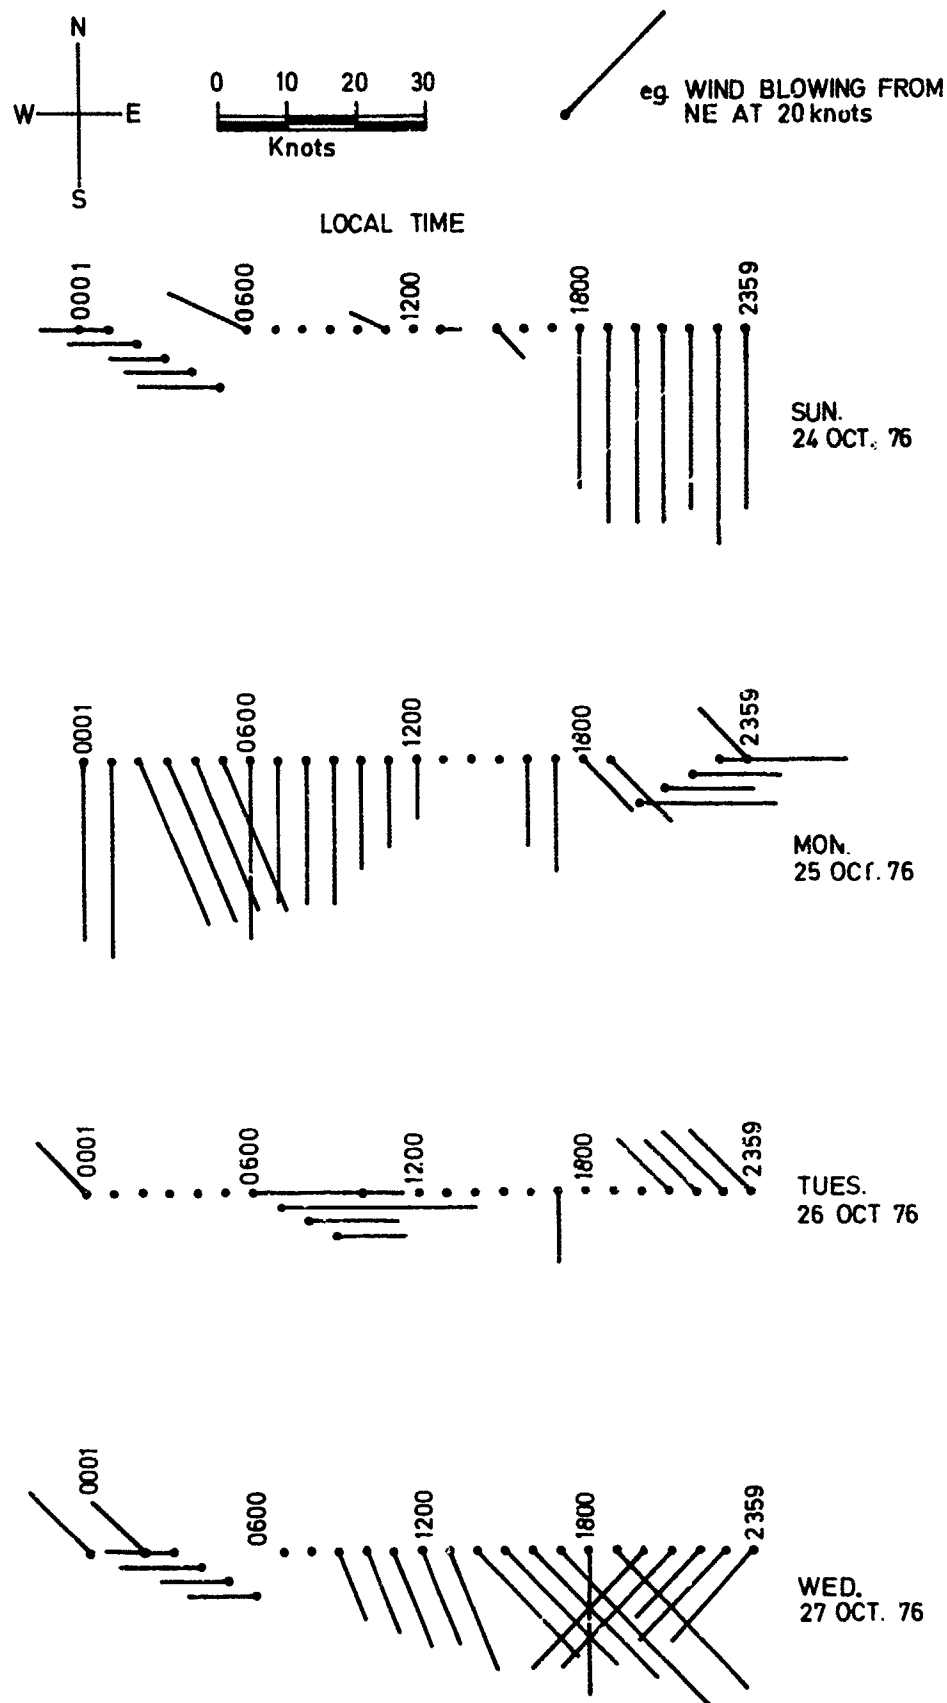 N
W E
S
0 10 20 30
Knots
eg. WIND BLOWING FROM
NE AT 20 knots
LOCAL TIME
0001 0600 1200 1800 2359
SUN.
24 OCT. 76
0001 0600 1200 1800 2359
MON.
25 OCT. 76
0001 0600 1200 1800 2359
TUES.
26 OCT 76
0001 0600 1200 1800 2359
WED.
27 OCT. 76